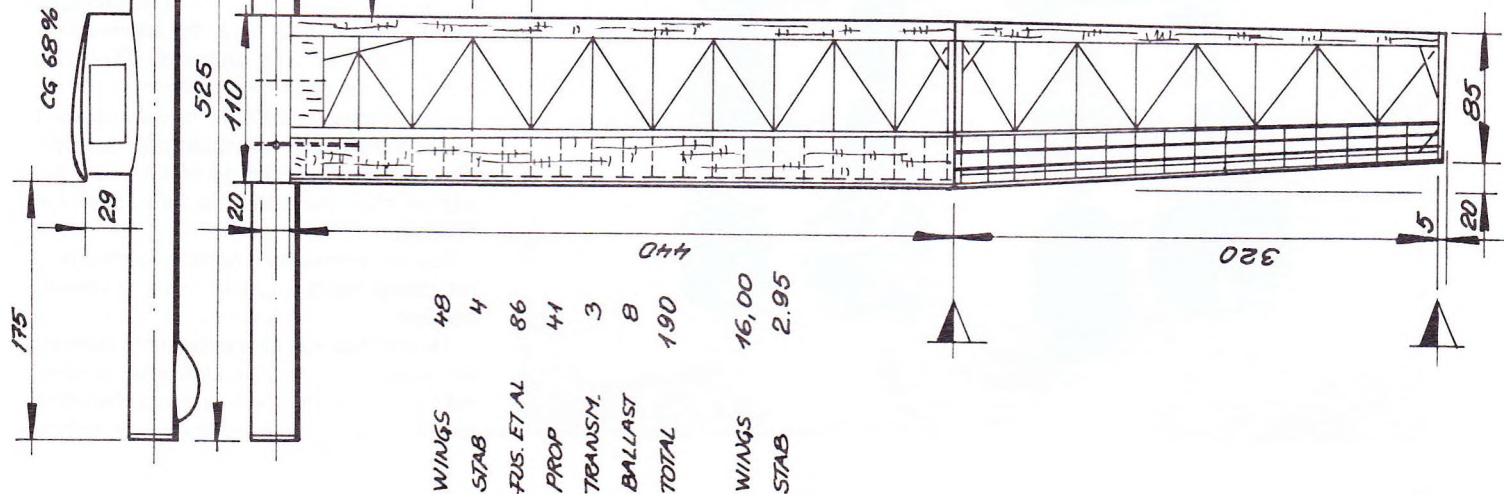 CG 68%
525
110
85
29
20
5
20
175
440
320
WINGS 48
STAB 4
FUS. ET AL 86
PROP 41
TRANSM. 3
BALLAST 8
TOTAL 190
WINGS 16,00
STAB 2.95